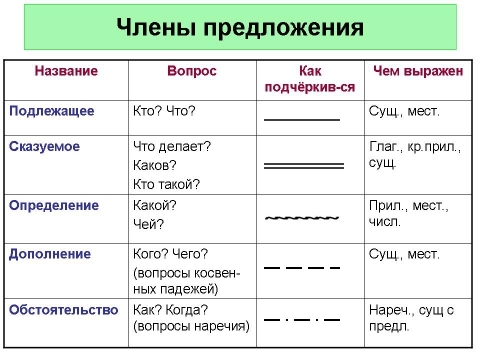 Члены предложения
Название
Вопрос
Как
подчёркив-ся
Чем выражен
Подлежащее
Кто? Что?
Сущ., мест.
Сказуемое
Что делает?
Каков?
Кто такой?
Глаг., кр.прил.,
сущ.
Определение
Какой?
Чей?
Прил., мест.,
числ.
Дополнение
Кого? Чего?
(вопросы косвен-
ных падежей)
Сущ., мест.
Обстоятельство
Как? Когда?
(вопросы наречия)
Нареч., сущ с
предл.